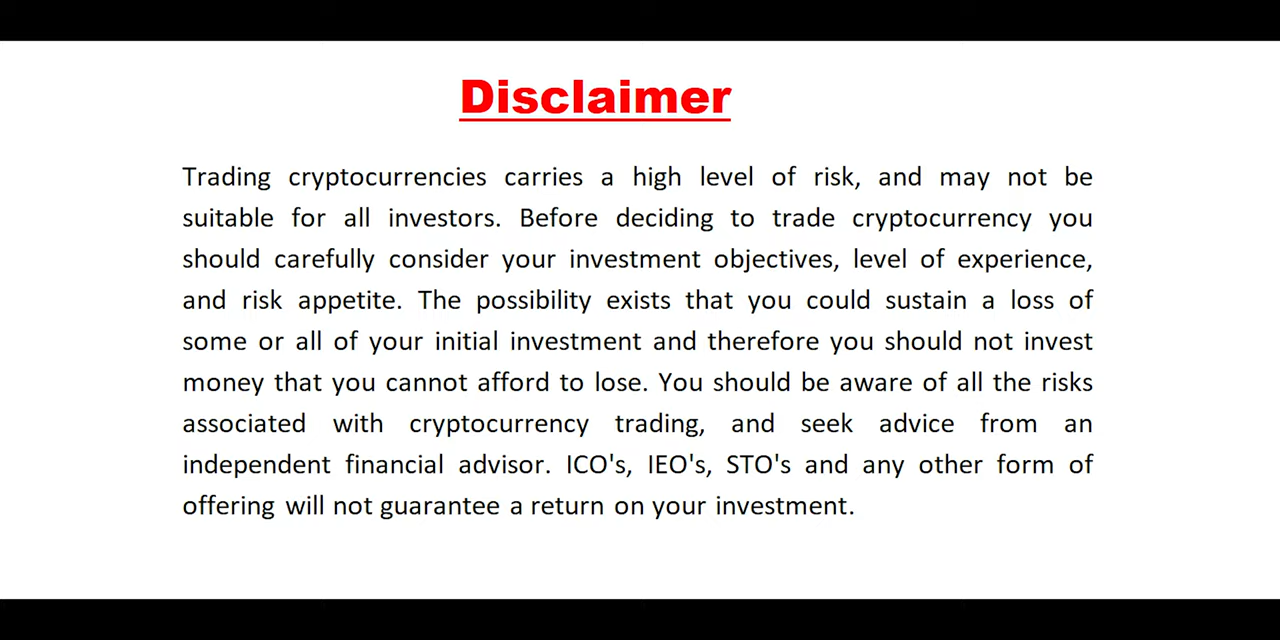 Disclaimer
Trading cryptocurrencies carries a high level of risk, and may not be
suitable for all investors. Before deciding to trade cryptocurrency you
should carefully consider your investment objectives, level of experience,
and risk appetite. The possibility exists that you could sustain a loss of
some or all of your initial investment and therefore you should not invest
money that you cannot afford to lose. You should be aware of all the risks
associated with cryptocurrency trading, and seek advice from an
independent financial advisor. ICO's, IEO's, STO's and any other form of
offering will not guarantee a return on your investment.